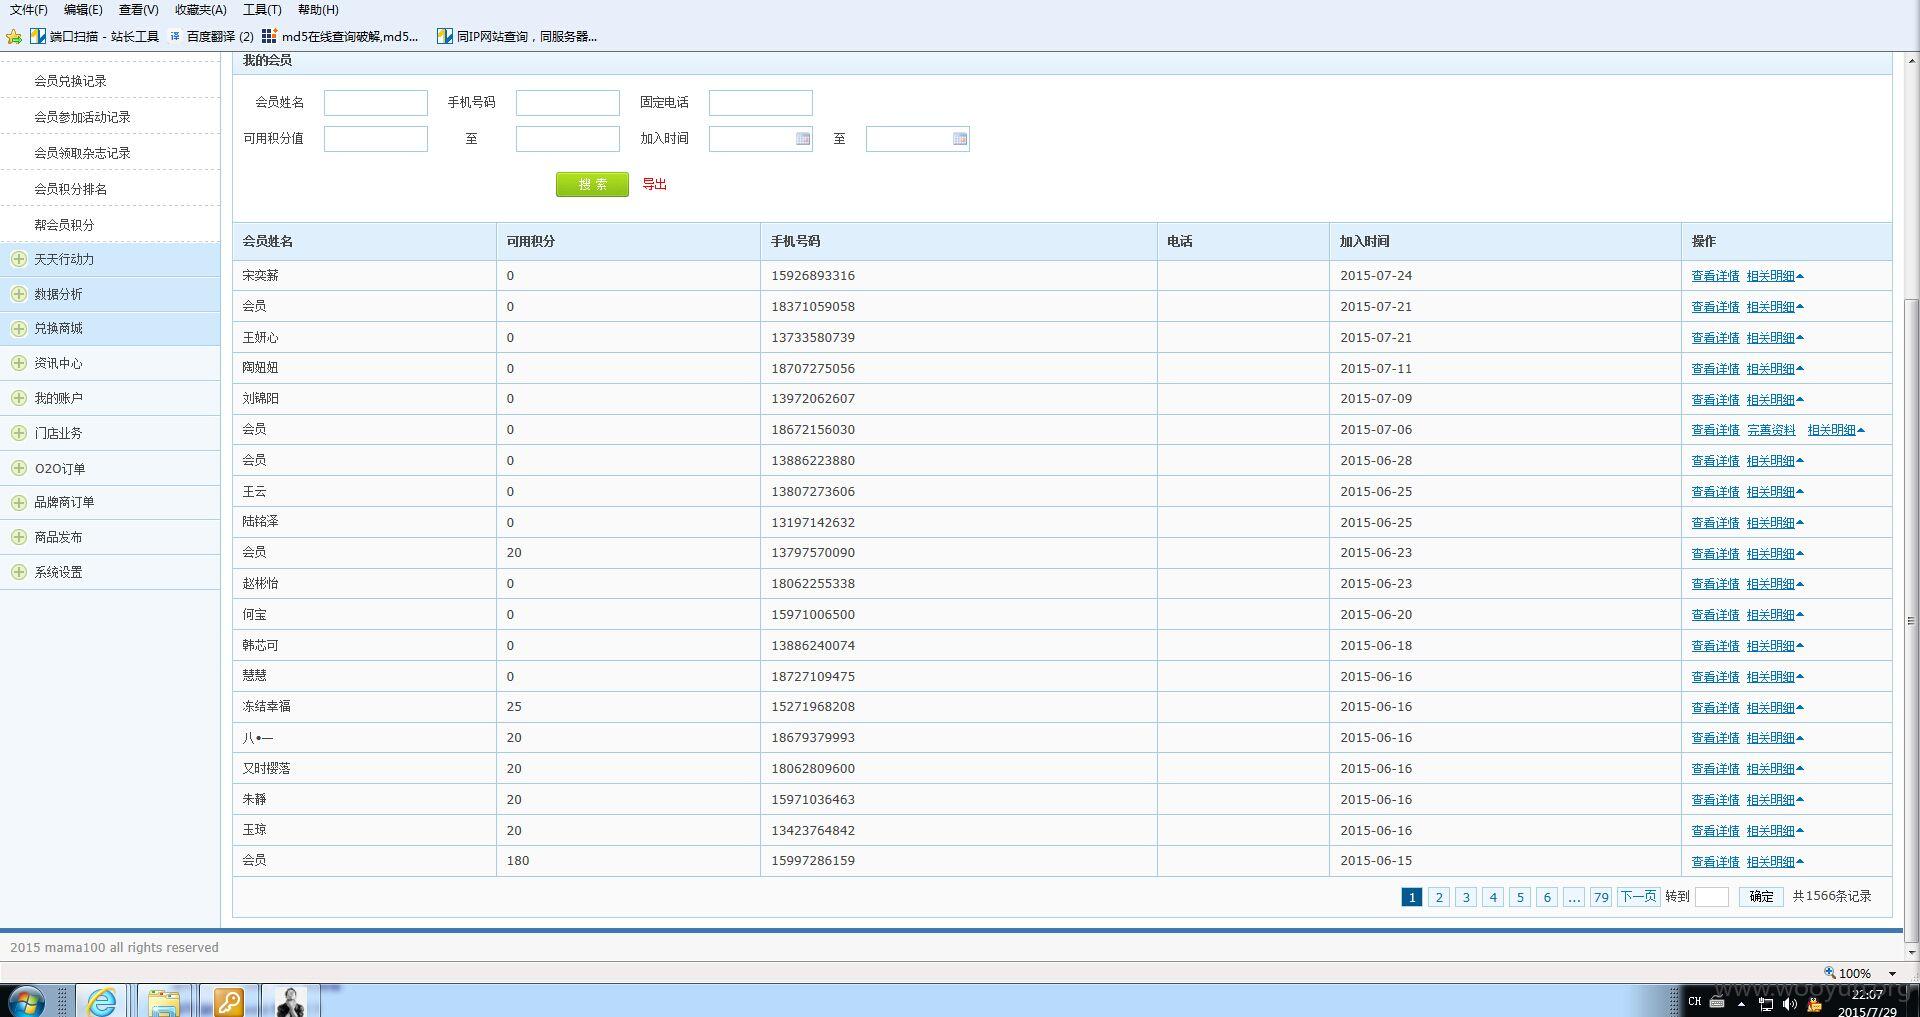 文件(F) 编辑(E) 查看(V) 收藏夹(A) 工具(T) 帮助(H)
端口扫描 - 站长工具 百度翻译 (2) md5在线查询破解,md5... 同IP网站查询，同服务器...
会员兑换记录
会员参加活动记录
会员领取杂志记录
会员积分排名
帮会员积分
天天行动力
数据分析
兑换商城
资讯中心
我的账户
门店业务
O2O订单
品牌商订单
商品发布
系统设置
我的会员
会员姓名 手机号码 固定电话
可用积分值 至 加入时间 至
搜 索 导出
会员姓名 可用积分 手机号码 电话 加入时间 操作
宋奕薪 0 15926893316 2015-07-24 查看详情 相关明细
会员 0 18371059058 2015-07-21 查看详情 相关明细
王妍心 0 13733580739 2015-07-21 查看详情 相关明细
陶妞妞 0 18707275056 2015-07-11 查看详情 相关明细
刘锦阳 0 13972062607 2015-07-09 查看详情 相关明细
会员 0 18672156030 2015-07-06 查看详情 完善资料 相关明细
会员 0 13886223880 2015-06-28 查看详情 相关明细
王云 0 13807273606 2015-06-25 查看详情 相关明细
陆铭泽 0 13197142632 2015-06-25 查看详情 相关明细
会员 20 13797570090 2015-06-23 查看详情 相关明细
赵彬怡 0 18062255338 2015-06-23 查看详情 相关明细
何宝 0 15971006500 2015-06-20 查看详情 相关明细
韩芯可 0 13886240074 2015-06-18 查看详情 相关明细
慧慧 0 18727109475 2015-06-16 查看详情 相关明细
冻结幸福 25 15271968208 2015-06-16 查看详情 相关明细
八•— 20 18679379993 2015-06-16 查看详情 相关明细
又时樱落 20 18062809600 2015-06-16 查看详情 相关明细
朱静 20 15971036463 2015-06-16 查看详情 相关明细
玉琼 20 13423764842 2015-06-16 查看详情 相关明细
会员 180 15997286159 2015-06-15 查看详情 相关明细
1 2 3 4 5 6 ... 79 下一页 转到 确定 共1566条记录
2015 mama100 all rights reserved
100%
CH 22:07
2015/7/29
www.wooyun.org